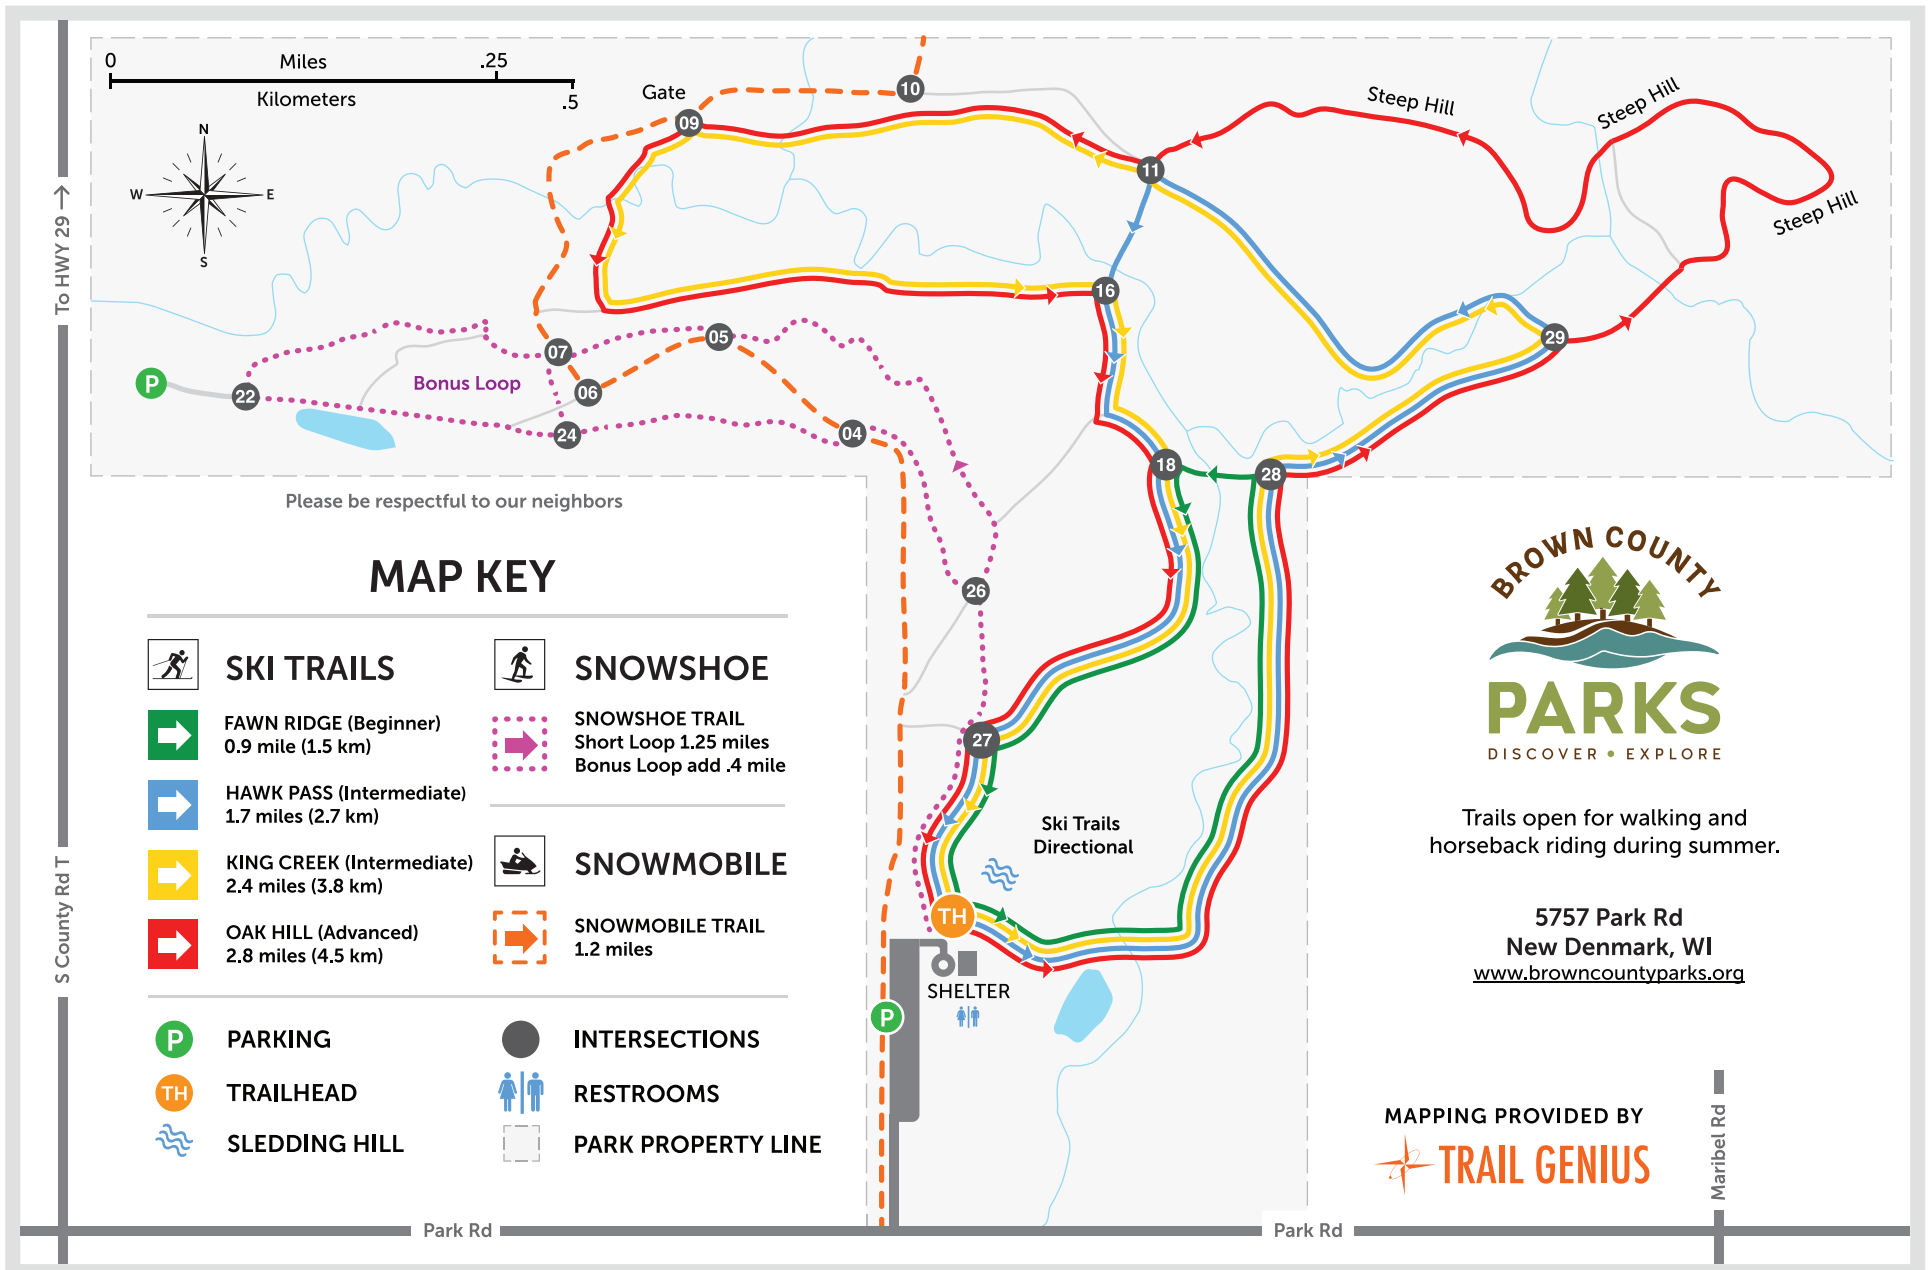 0 Miles .25
Kilometers .5
N
W E
S
To HWY 29
S County Rd T
Gate
10
09
11
Steep Hill
Steep Hill
Steep Hill
16
29
07
05
06
Bonus Loop
P
22
24
04
18
28
26
27
Please be respectful to our neighbors
MAP KEY
SKI TRAILS
FAWN RIDGE (Beginner)
0.9 mile (1.5 km)
HAWK PASS (Intermediate)
1.7 miles (2.7 km)
KING CREEK (Intermediate)
2.4 miles (3.8 km)
OAK HILL (Advanced)
2.8 miles (4.5 km)
SNOWSHOE
SNOWSHOE TRAIL
Short Loop 1.25 miles
Bonus Loop add .4 mile
SNOWMOBILE
SNOWMOBILE TRAIL
1.2 miles
P PARKING
TH TRAILHEAD
SLEDDING HILL
INTERSECTIONS
RESTROOMS
PARK PROPERTY LINE
Ski Trails
Directional
TH
SHELTER
P
BROWN COUNTY
PARKS
DISCOVER • EXPLORE
Trails open for walking and
horseback riding during summer.
5757 Park Rd
New Denmark, WI
www.browncountyparks.org
MAPPING PROVIDED BY
TRAIL GENIUS
Maribel Rd
Park Rd
Park Rd